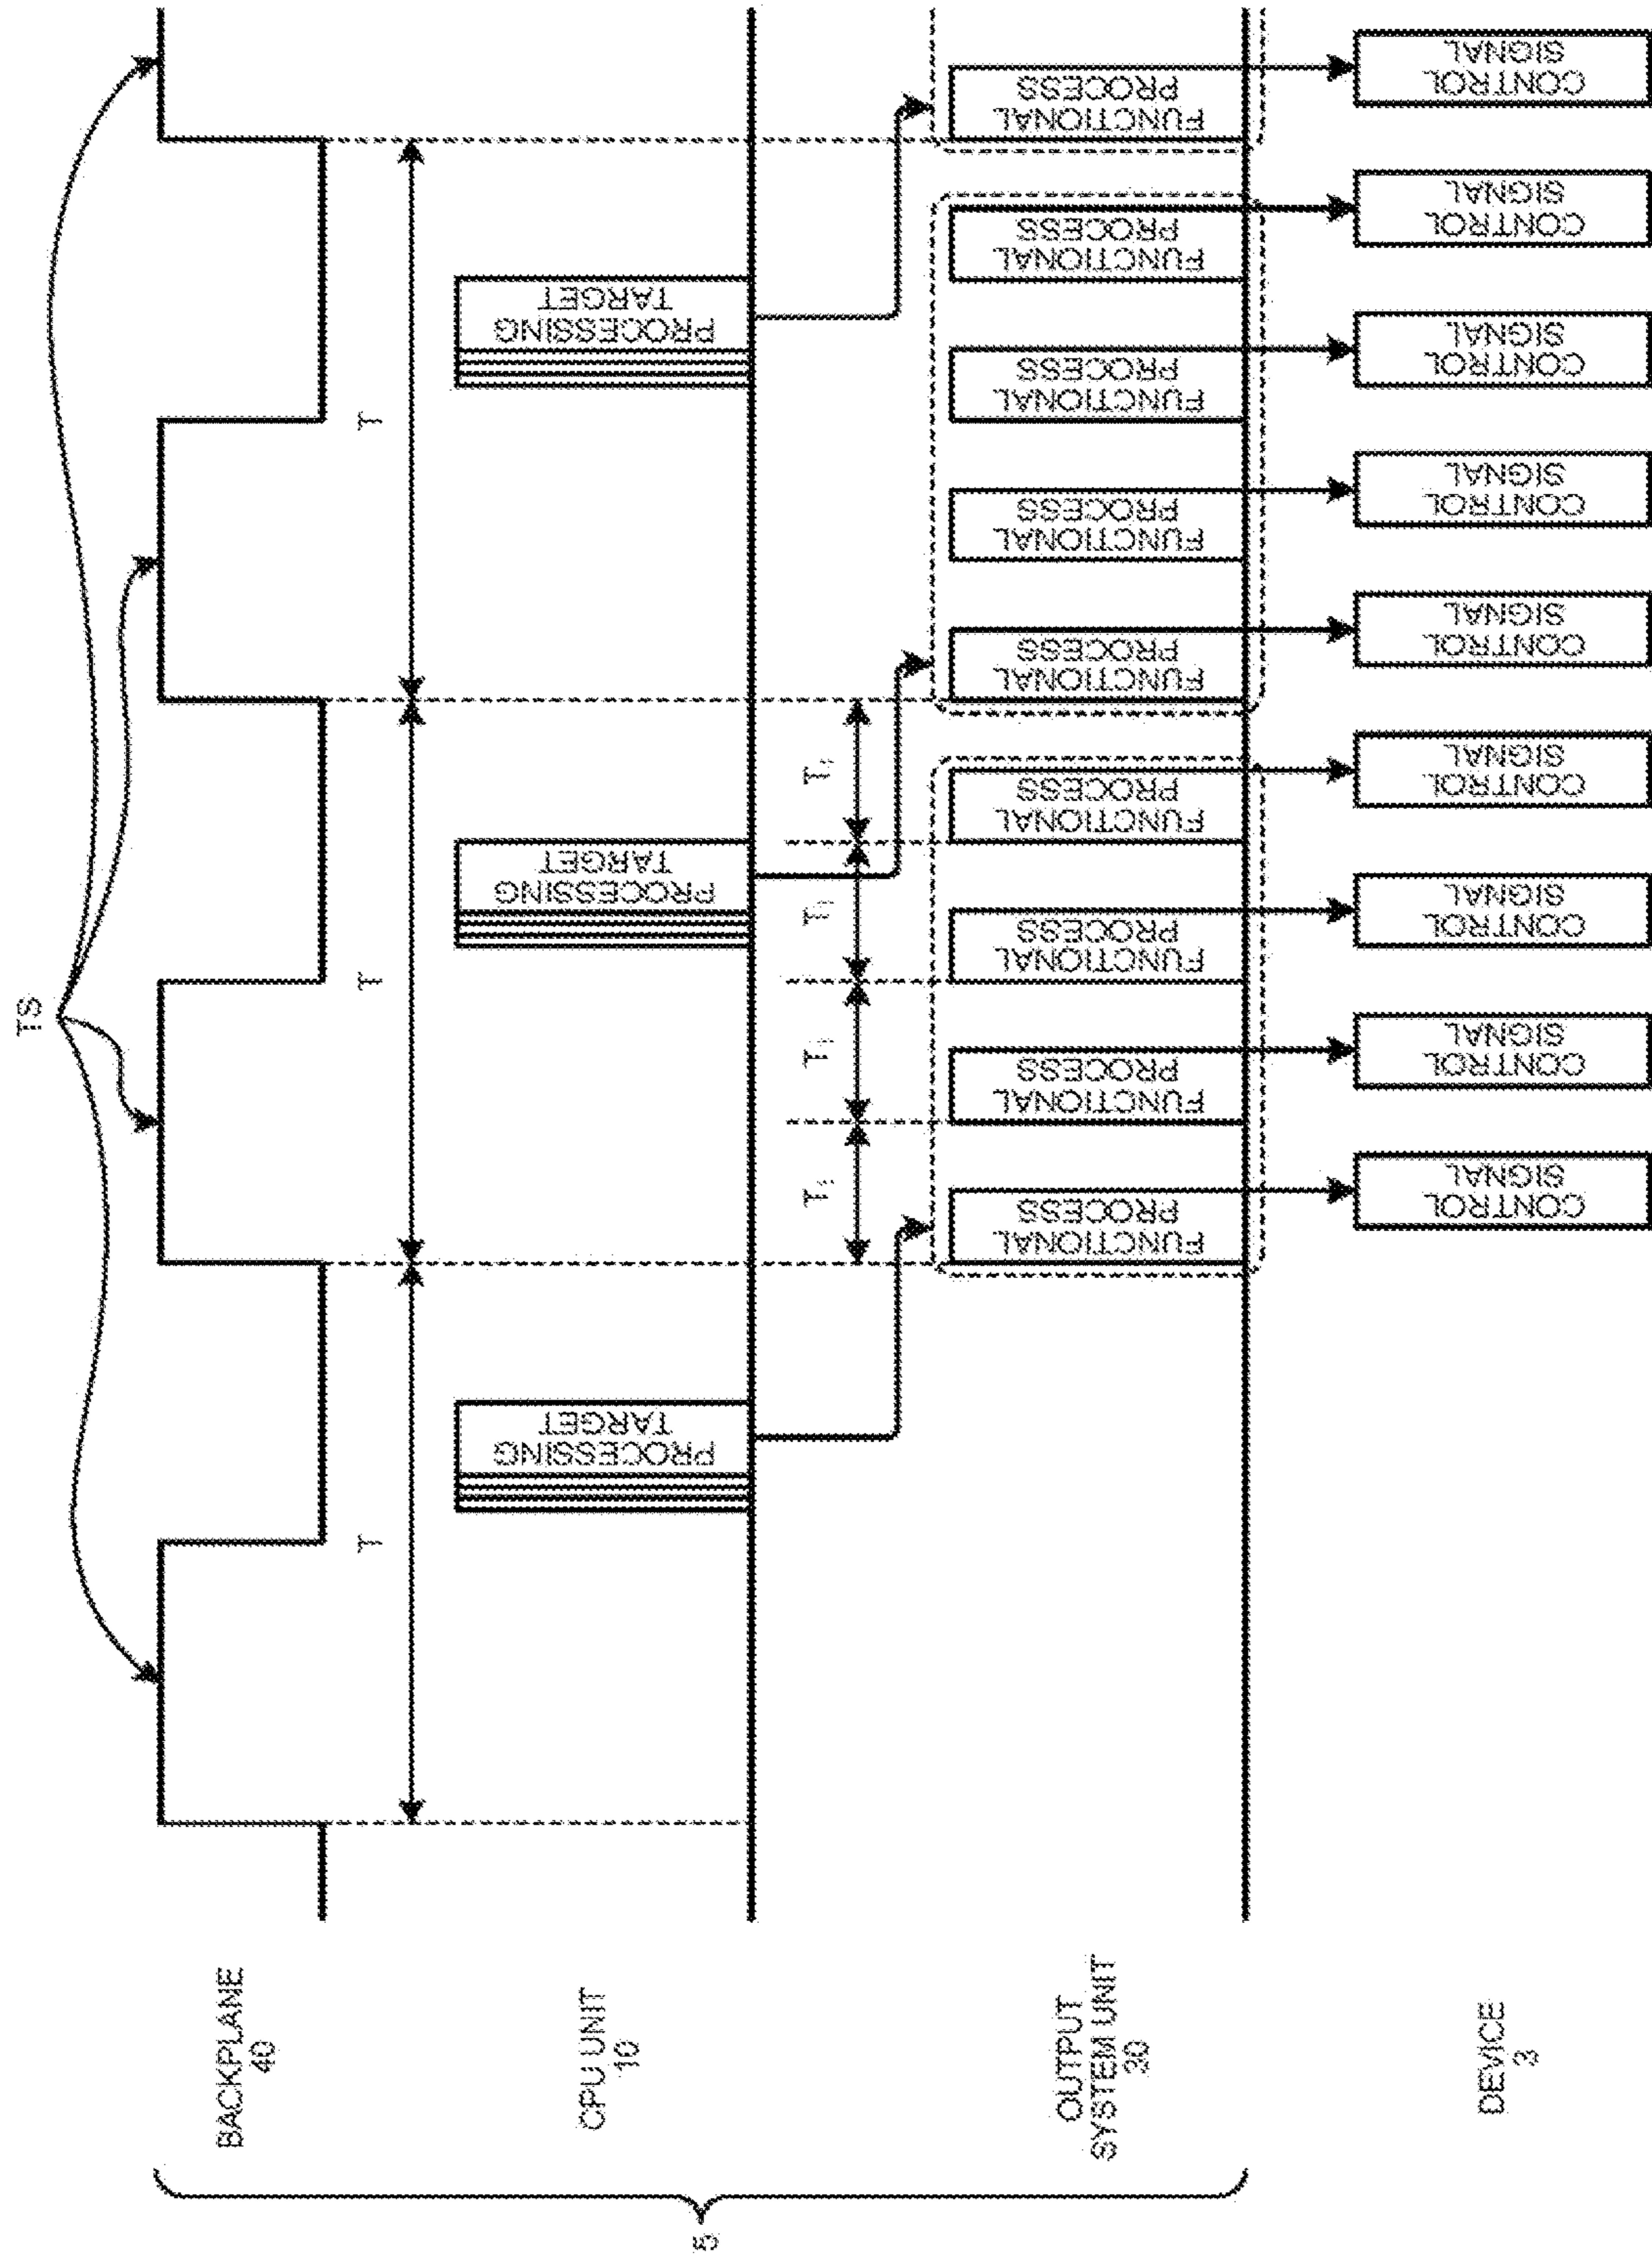 TS
5
BACKPLANE
40
T
T
T
CPU UNIT
10
PROCESSING
TARGET
PROCESSING
TARGET
PROCESSING
TARGET
T₁
T₁
T₁
T₁
OUTPUT
SYSTEM UNIT
30
FUNCTIONAL
PROCESS
FUNCTIONAL
PROCESS
FUNCTIONAL
PROCESS
FUNCTIONAL
PROCESS
FUNCTIONAL
PROCESS
FUNCTIONAL
PROCESS
FUNCTIONAL
PROCESS
FUNCTIONAL
PROCESS
FUNCTIONAL
PROCESS
DEVICE
3
CONTROL
SIGNAL
CONTROL
SIGNAL
CONTROL
SIGNAL
CONTROL
SIGNAL
CONTROL
SIGNAL
CONTROL
SIGNAL
CONTROL
SIGNAL
CONTROL
SIGNAL
CONTROL
SIGNAL